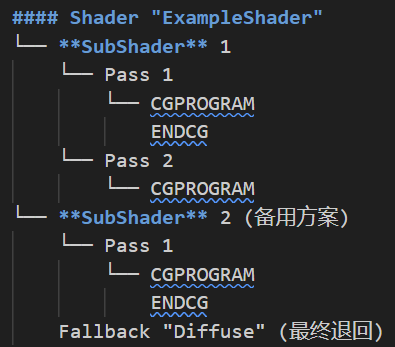 #### Shader "ExampleShader"
└── **SubShader** 1
    └── Pass 1
        └── CGPROGRAM
            ENDCG
    └── Pass 2
        └── CGPROGRAM
└── **SubShader** 2 (备用方案)
    └── Pass 1
        └── CGPROGRAM
            ENDCG
    Fallback "Diffuse" (最终退回)